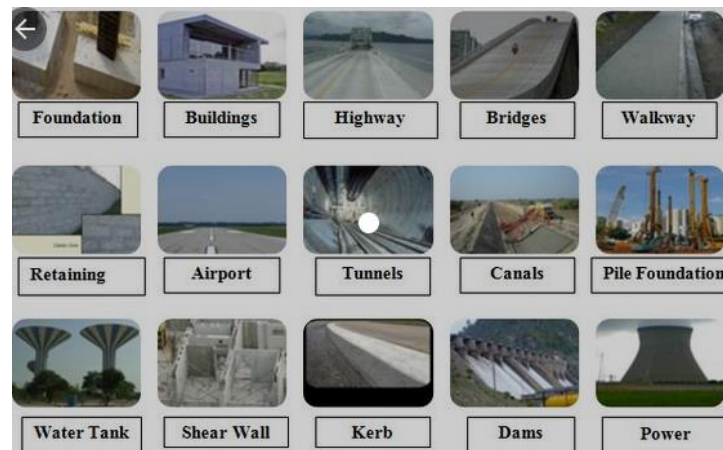 Foundation
Buildings
Highway
Bridges
Walkway
Retaining
Airport
Tunnels
Canals
Pile Foundation
Water Tank
Shear Wall
Kerb
Dams
Power